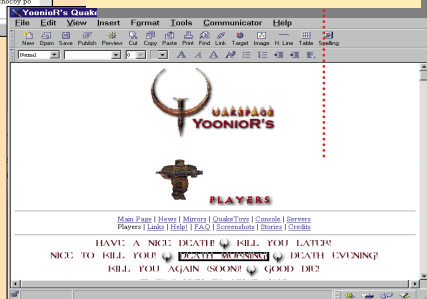 chocby po
YoonioR's Quake
File Edit View Insert Format Tools Communicator Help
New Open Save Publish Preview Cut Copy Paste Print Find Link Target Image H. Line Table Spelling
Normal
QUAKEPAGE
YOONIOR'S
PLAYERS
Main Page | News | Mirrors | QuakeToys | Console | Servers
Players | Links | Help! | FAQ | Screenshots | Stories | Credits
HAVE A NICE DEATH! KILL YOU LATER!
NICE TO KILL YOU! DEATH MORNING! DEATH EVENING!
KILL YOU AGAIN (SOON)! GOOD DIE!